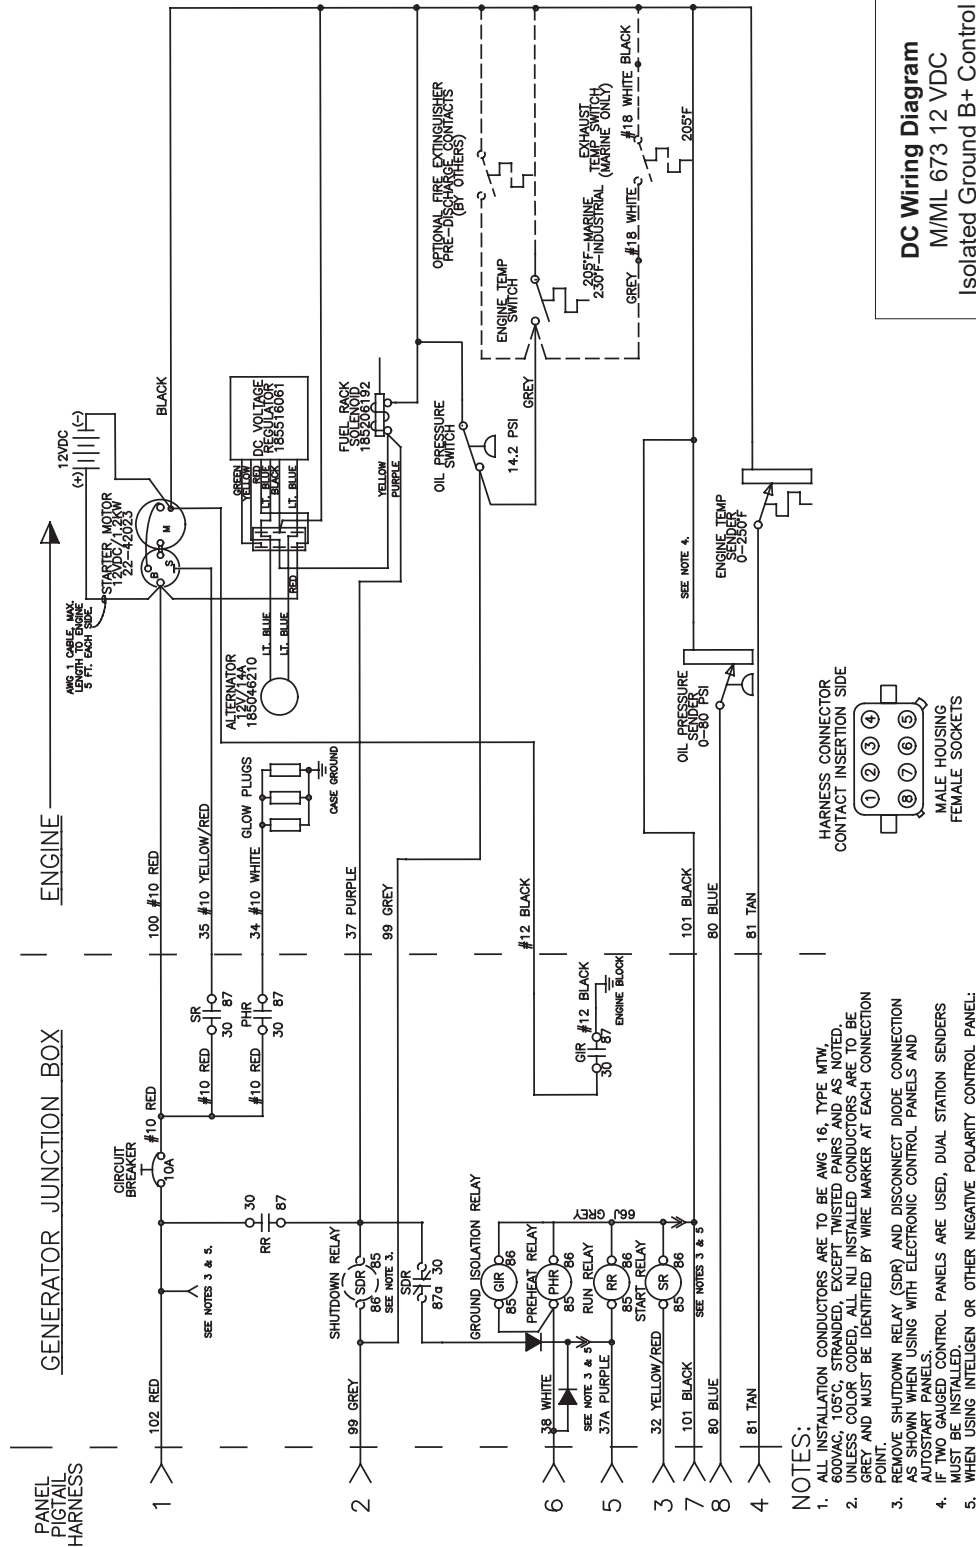 PANEL
PIGTAIL
HARNESS
GENERATOR JUNCTION BOX
ENGINE
1
2
6
5
3
7
8
4
102 RED
99 GREY
38 WHITE
37A PURPLE
32 YELLOW/RED
101 BLACK
80 BLUE
81 TAN
SEE NOTES 3 & 5.
CIRCUIT
BREAKER
10A
#10 RED
30
RR
87
SHUTDOWN RELAY
86
SDR
85
SEE NOTE 3.
SDR
87a
30
GROUND ISOLATION RELAY
85
GIR
86
PREHEAT RELAY
85
PHR
86
RUN RELAY
85
RR
86
START RELAY
85
SR
86
66J GREY
SEE NOTE 3 & 5
SEE NOTES 3 & 5
#10 RED
SR
30
87
#10 RED
PHR
30
87
GIR
30
87
#12 BLACK
ENGINE BLOCK
100 #10 RED
35 #10 YELLOW/RED
34 #10 WHITE
37 PURPLE
99 GREY
#12 BLACK
101 BLACK
80 BLUE
81 TAN
GLOW PLUGS
CASE GROUND
AWG 1 CABLE, MAX.
LENGTH TO ENGINE
5 FT. EACH SIDE.
STARTER MOTOR
12VDC/1.2KW
22-42023
B
S
M
12VDC
(+)
(-)
BLACK
ALTERNATOR
12V/14A
185046210
LT. BLUE
LT. BLUE
RED
GREEN
YELLOW
RED
LT. BLUE
BLACK
LT. BLUE
DC VOLTAGE
REGULATOR
185516061
FUEL RACK
SOLENOID
185206192
YELLOW
PURPLE
OIL PRESSURE
SWITCH
14.2 PSI
GREY
OPTIONAL FIRE EXTINGUISHER
PRE-DISCHARGE CONTACTS
(BY OTHERS)
ENGINE TEMP
SWITCH
205°F-MARINE
230°F-INDUSTRIAL
EXHAUST
TEMP SWITCH
(MARINE ONLY)
GREY
#18 WHITE
#18 WHITE
BLACK
205°F
SEE NOTE 4.
OIL PRESSURE
SENDER
0-80 PSI
ENGINE TEMP
SENDER
0-250°F
HARNESS CONNECTOR
CONTACT INSERTION SIDE
1 2 3 4
8 7 6 5
MALE HOUSING
FEMALE SOCKETS
NOTES:
1. ALL INSTALLATION CONDUCTORS ARE TO BE AWG 16, TYPE MTW,
600VAC, 105°C, STRANDED, EXCEPT TWISTED PAIRS AND AS NOTED.
2. UNLESS COLOR CODED, ALL NLI INSTALLED CONDUCTORS ARE TO BE
GREY AND MUST BE IDENTIFIED BY WIRE MARKER AT EACH CONNECTION
POINT.
3. REMOVE SHUTDOWN RELAY (SDR) AND DISCONNECT DIODE CONNECTION
AS SHOWN WHEN USING WITH ELECTRONIC CONTROL PANELS AND
AUTOSTART PANELS.
4. IF TWO GAUGED CONTROL PANELS ARE USED, DUAL STATION SENDERS
MUST BE INSTALLED.
5. WHEN USING INTELIGEN OR OTHER NEGATIVE POLARITY CONTROL PANEL:
DC Wiring Diagram
M/ML 673 12 VDC
Isolated Ground B+ Control